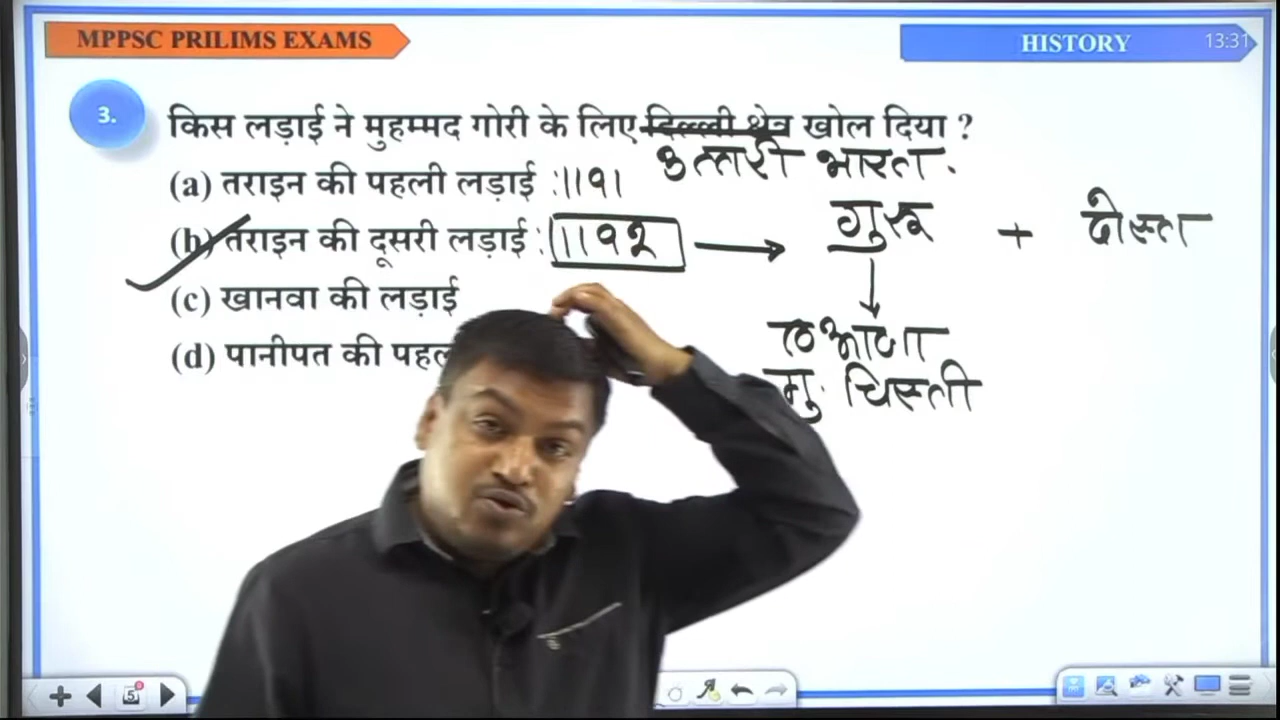 MPPSC PRILIMS EXAMS
HISTORY 13:31
3. किस लड़ाई ने मुहम्मद गोरी के लिए दिल्ली क्षेत्र खोल दिया ?
उत्तरी भारत.
(a) तराइन की पहली लड़ाई :1191
(b) तराइन की दूसरी लड़ाई : 1192 → गुरू + दोस्त
(c) खानवा की लड़ाई
(d) पानीपत की पहल
ख्वाजा
मु. चिस्ती
5